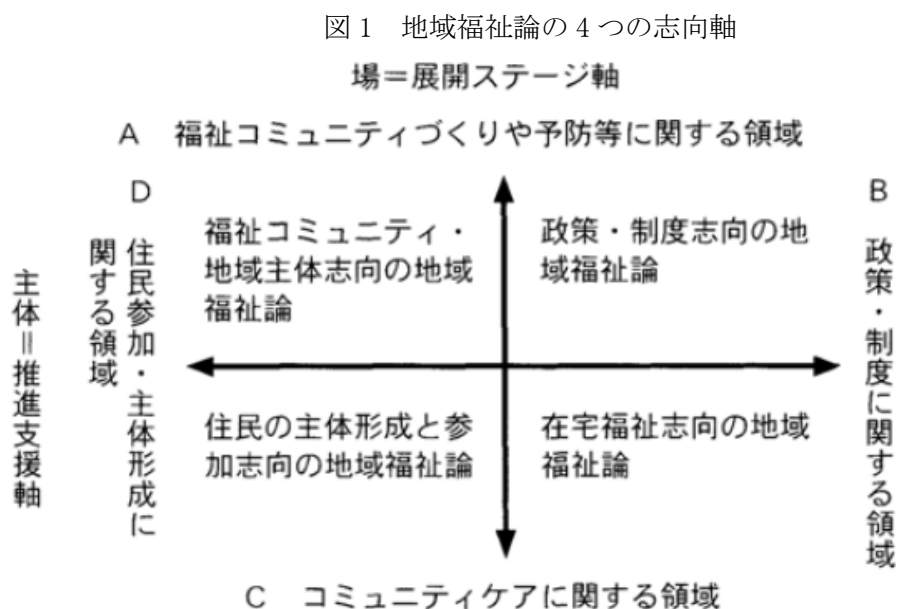 図1 地域福祉論の4つの志向軸
場＝展開ステージ軸
A 福祉コミュニティづくりや予防等に関する領域
D
住民参加・主体形成に
関する領域
主体＝推進支援軸
福祉コミュニティ・
地域主体志向の地域
福祉論
政策・制度志向の地
域福祉論
B
政策・制度に関する領域
住民の主体形成と参
加志向の地域福祉論
在宅福祉志向の地域
福祉論
C コミュニティケアに関する領域